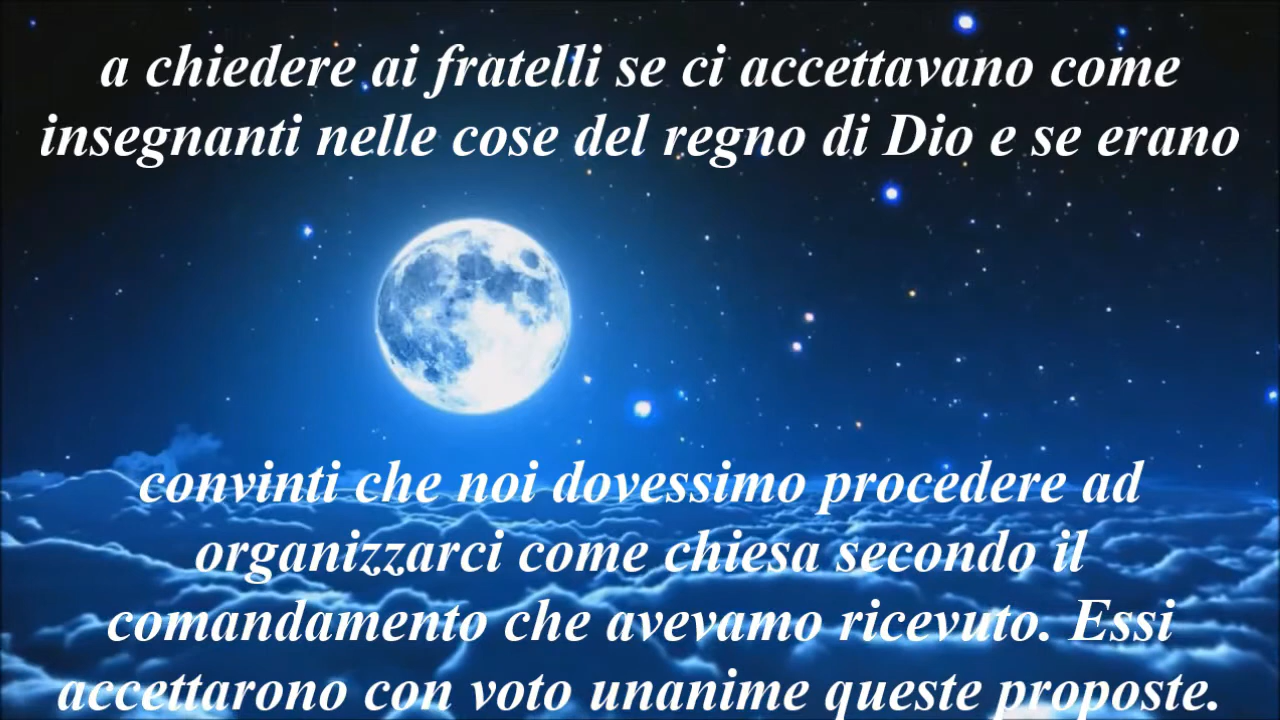 a chiedere ai fratelli se ci accettavano come
insegnanti nelle cose del regno di Dio e se erano
convinti che noi dovessimo procedere ad
organizzarci come chiesa secondo il
comandamento che avevamo ricevuto. Essi
accettarono con voto unanime queste proposte.